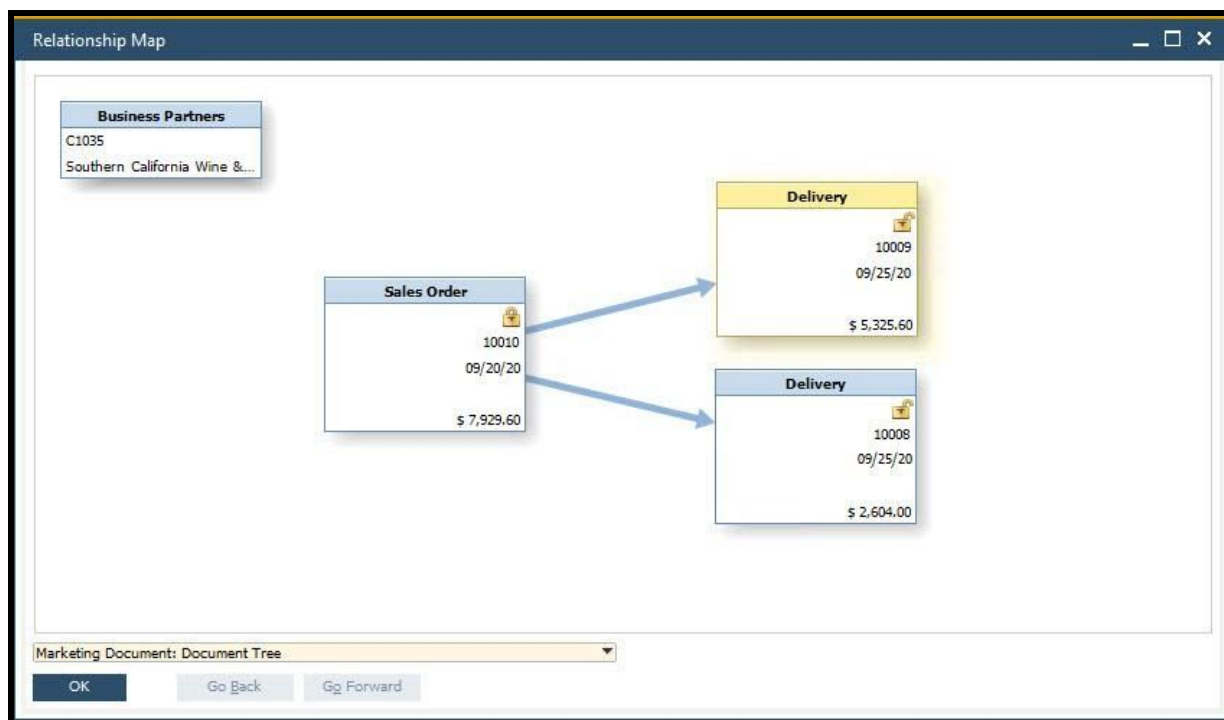 Relationship Map
Business Partners
C1035
Southern California Wine &...
Sales Order
10010
09/20/20
$ 7,929.60
Delivery
10009
09/25/20
$ 5,325.60
Delivery
10008
09/25/20
$ 2,604.00
Marketing Document: Document Tree
OK
Go Back
Go Forward